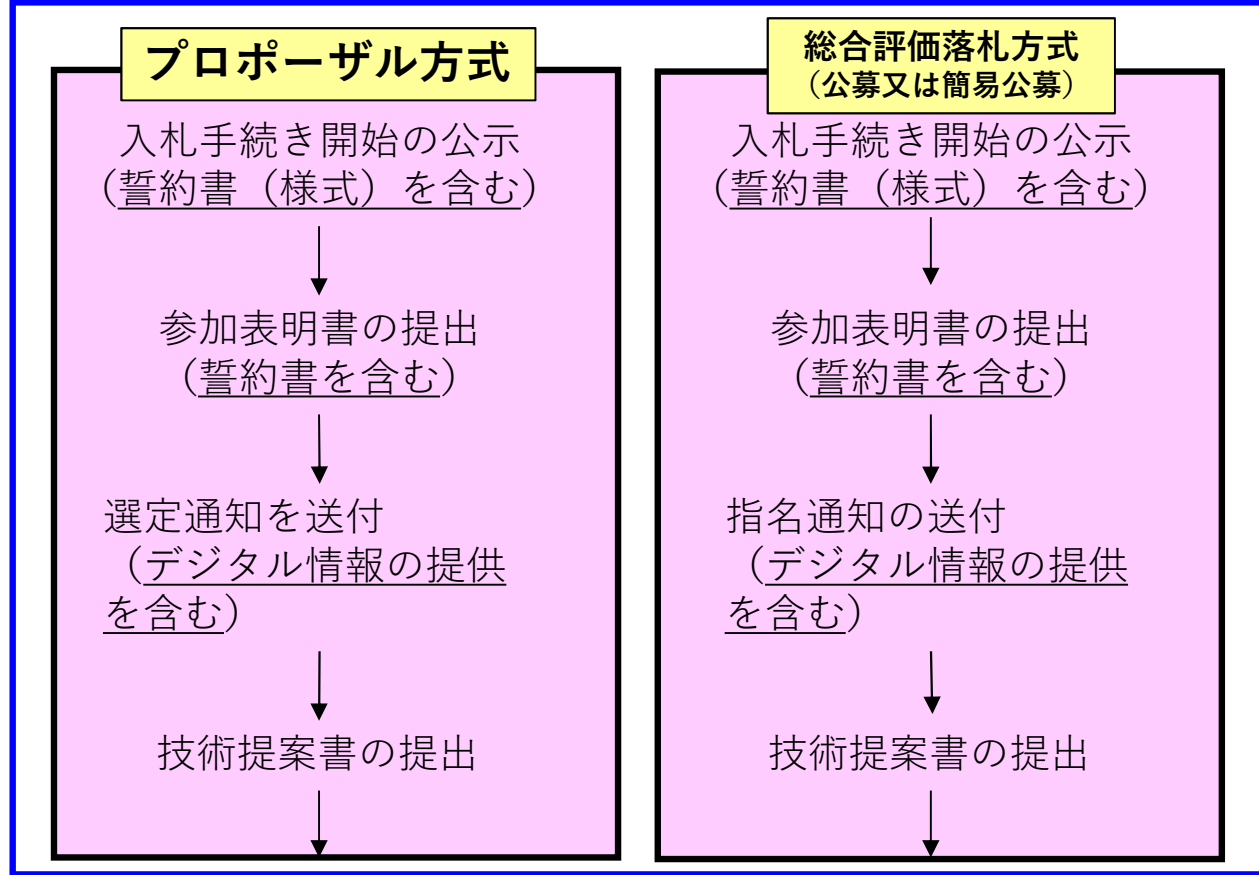 プロポーザル方式
入札手続き開始の公示
（誓約書（様式）を含む）
参加表明書の提出
（誓約書を含む）
選定通知を送付
（デジタル情報の提供
を含む）
技術提案書の提出
総合評価落札方式
（公募又は簡易公募）
入札手続き開始の公示
（誓約書（様式）を含む）
参加表明書の提出
（誓約書を含む）
指名通知の送付
（デジタル情報の提供
を含む）
技術提案書の提出